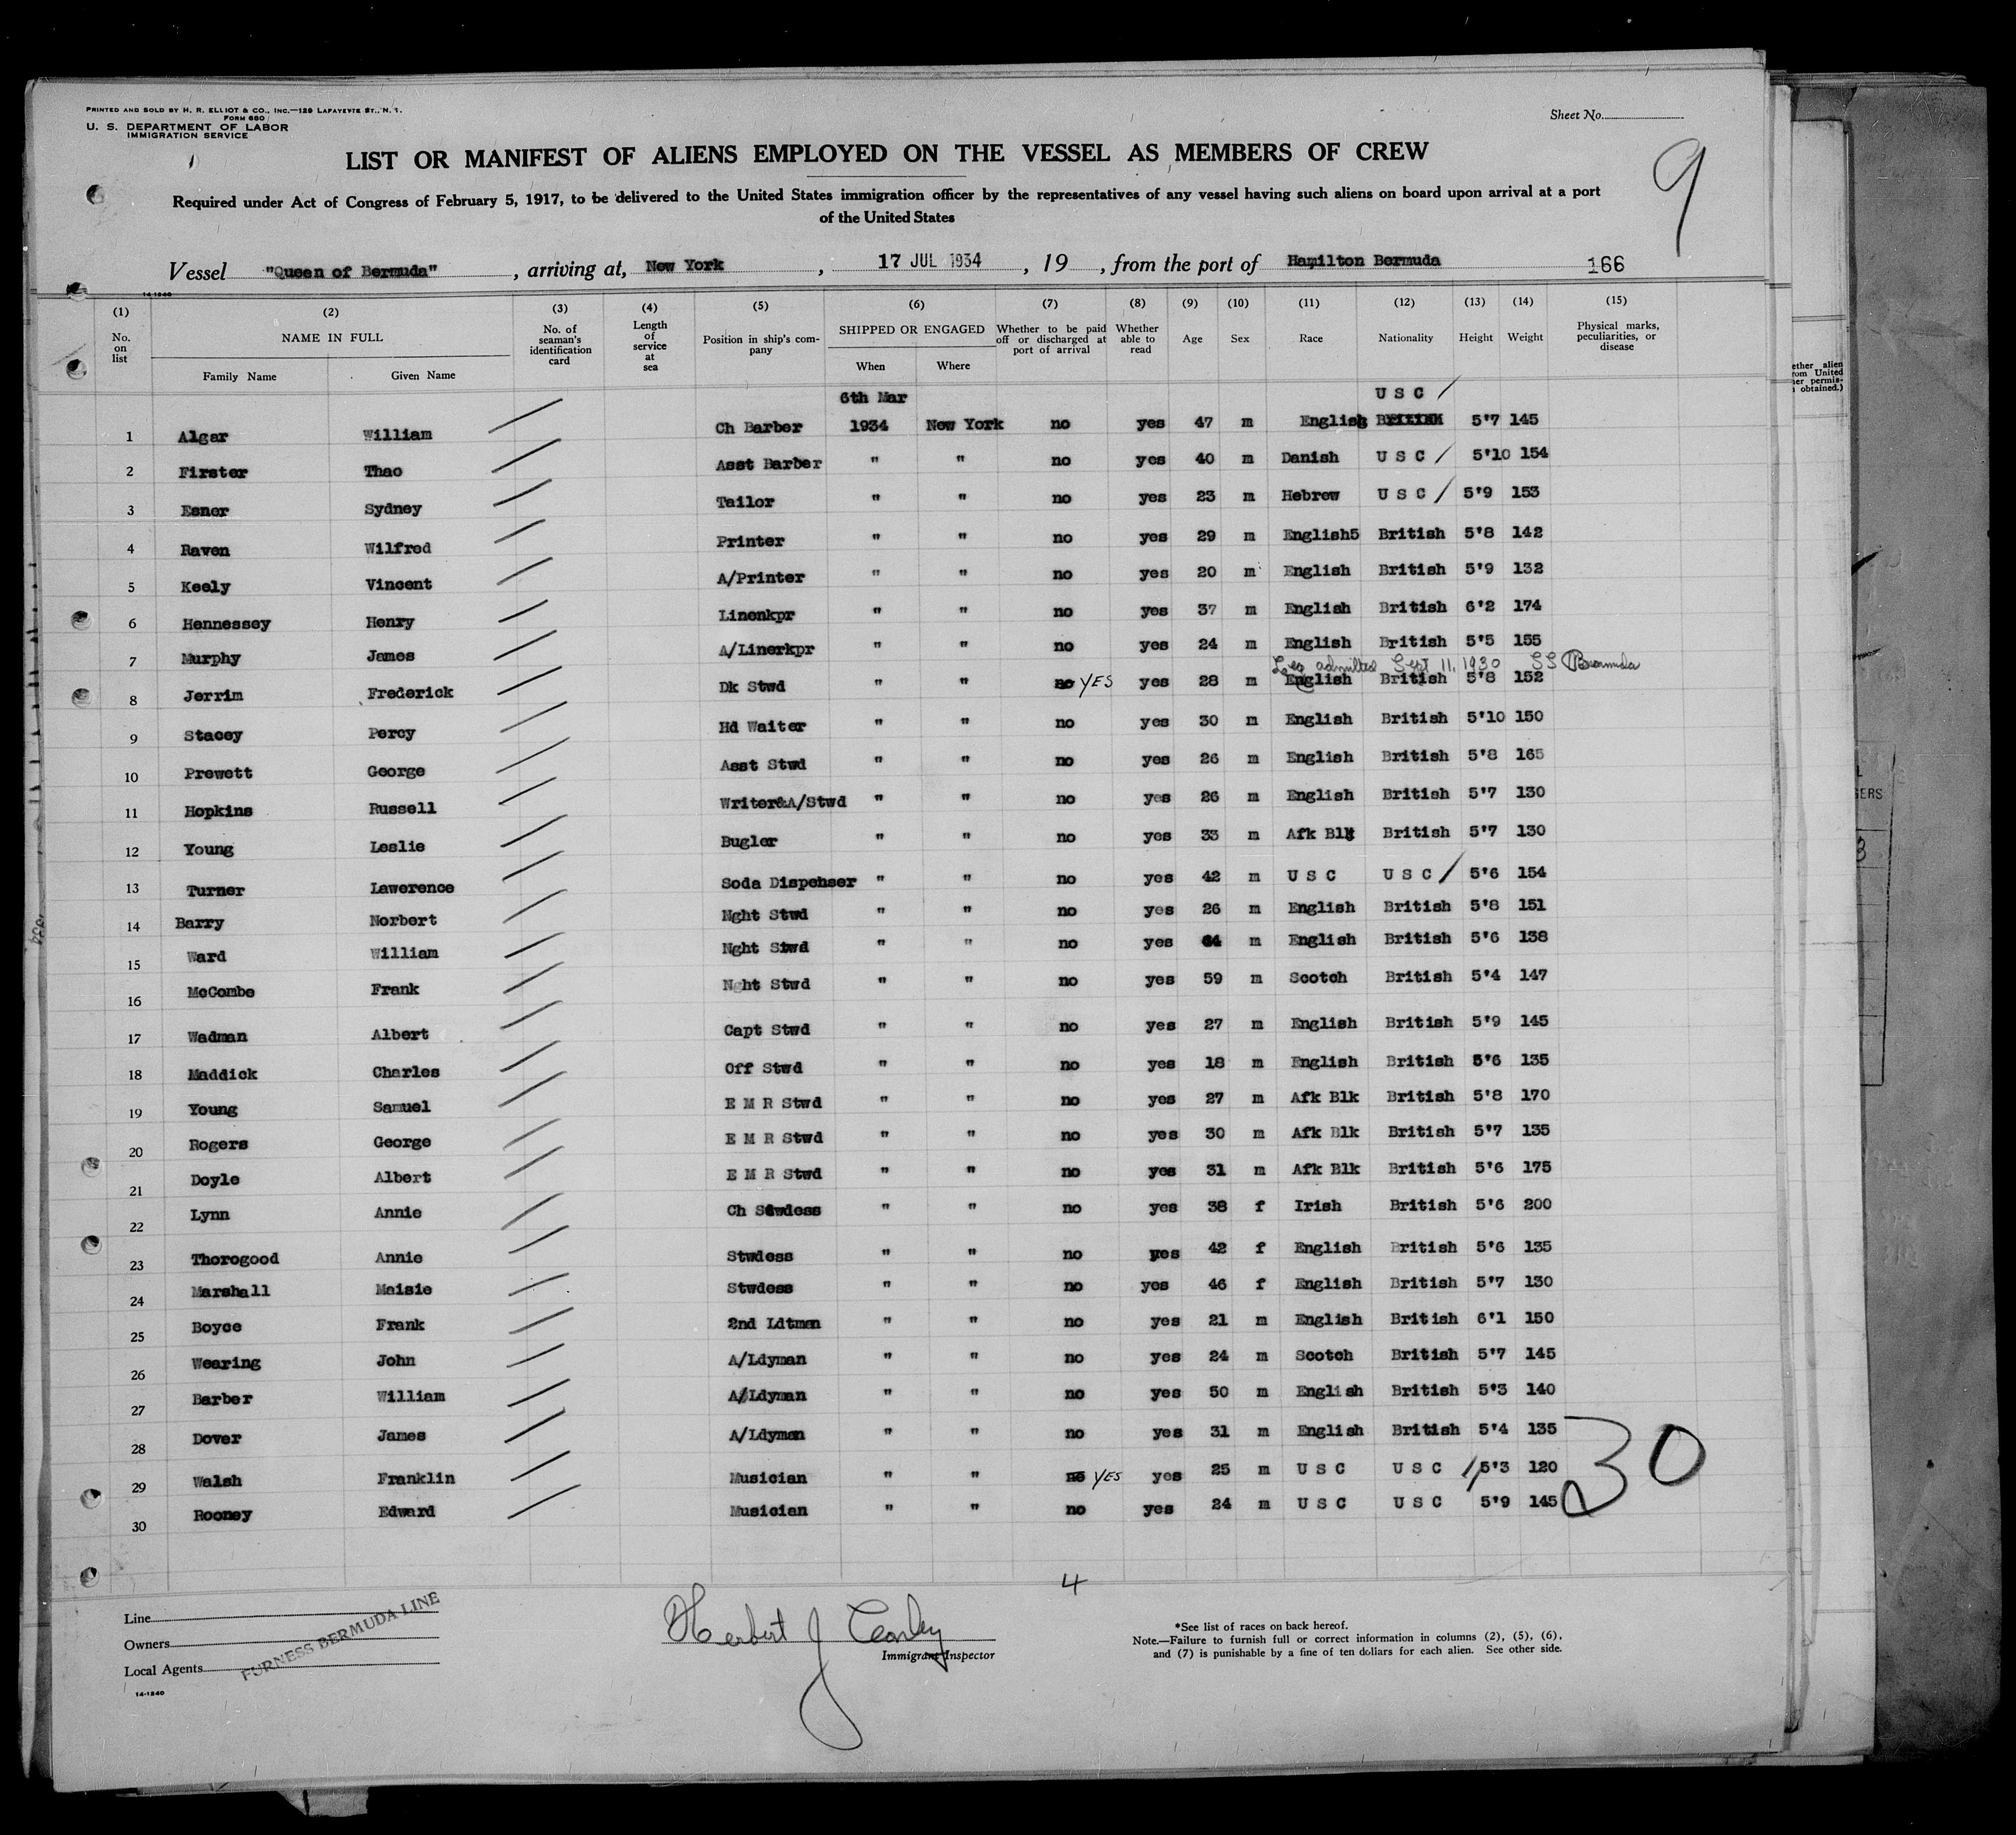 PRINTED AND SOLD BY H. R. ELLIOT & CO., INC.—129 LAFAYETTE ST., N. Y.
FORM 680
U. S. DEPARTMENT OF LABOR
IMMIGRATION SERVICE
Sheet No.
9
LIST OR MANIFEST OF ALIENS EMPLOYED ON THE VESSEL AS MEMBERS OF CREW
Required under Act of Congress of February 5, 1917, to be delivered to the United States immigration officer by the representatives of any vessel having such aliens on board upon arrival at a port
of the United States
Vessel "Queen of Bermuda", arriving at, New York, 17 JUL 1934, 19, from the port of Hamilton Bermuda 166
14-1240
(1) (2) (3) (4) (5) (6) (7) (8) (9) (10) (11) (12) (13) (14) (15)
No. on list NAME IN FULL Family Name Given Name No. of seaman's identification card Length of service at sea Position in ship's company SHIPPED OR ENGAGED When Where Whether to be paid off or discharged at port of arrival Whether able to read Age Sex Race Nationality Height Weight Physical marks, peculiarities, or disease
6th Mar U S C /
1 Algar William Ch Barber 1934 New York no yes 47 m English British 5'7 145
2 Firster Thao Asst Barber " " no yes 40 m Danish U S C / 5'10 154
3 Esner Sydney Tailor " " no yes 23 m Hebrew U S C / 5'9 153
4 Raven Wilfred Printer " " no yes 29 m English5 British 5'8 142
5 Keely Vincent A/Printer " " no yes 20 m English British 5'9 132
6 Hennessey Henry Linenkpr " " no yes 37 m English British 6'2 174
7 Murphy James A/Linerkpr " " no yes 24 m English British 5'5 155
Leg admitted Sept 11, 1930 SS Bermuda
8 Jerrim Frederick Dk Stwd " " no YES yes 28 m English British 5'8 152
9 Stacey Percy Hd Waiter " " no yes 30 m English British 5'10 150
10 Prewett George Asst Stwd " " no yes 26 m English British 5'8 165
11 Hopkins Russell Writer&A/Stwd " " no yes 26 m English British 5'7 130
12 Young Leslie Bugler " " no yes 33 m Afk Blk British 5'7 130
13 Turner Lawerence Soda Dispenser " " no yes 42 m U S C U S C / 5'6 154
14 Barry Norbert Nght Stwd " " no yes 26 m English British 5'8 151
15 Ward William Nght Stwd " " no yes 64 m English British 5'6 138
16 McCombe Frank Nght Stwd " " no yes 59 m Scotch British 5'4 147
17 Wadman Albert Capt Stwd " " no yes 27 m English British 5'9 145
18 Maddick Charles Off Stwd " " no yes 18 m English British 5'6 135
19 Young Samuel E M R Stwd " " no yes 27 m Afk Blk British 5'8 170
20 Rogers George E M R Stwd " " no yes 30 m Afk Blk British 5'7 135
21 Doyle Albert E M R Stwd " " no yes 31 m Afk Blk British 5'6 175
22 Lynn Annie Ch Stwdess " " no yes 38 f Irish British 5'6 200
23 Thorogood Annie Stwdess " " no yes 42 f English British 5'6 135
24 Marshall Maisie Stwdess " " no yes 46 f English British 5'7 130
25 Boyce Frank 2nd Ldtman " " no yes 21 m English British 6'1 150
26 Wearing John A/Ldyman " " no yes 24 m Scotch British 5'7 145
27 Barber William A/Ldyman " " no yes 50 m English British 5'3 140
28 Dover James A/Ldyman " " no yes 31 m English British 5'4 135
29 Walsh Franklin Musician " " no YES yes 25 m U S C U S C / 5'3 120
30 Rooney Edward Musician " " no yes 24 m U S C U S C 5'9 145
30
4
Line
Owners
Local Agents
FURNESS BERMUDA LINE
14-1240
Herbert J
Immigrant Inspector
*See list of races on back hereof.
Note.—Failure to furnish full or correct information in columns (2), (5), (6),
and (7) is punishable by a fine of ten dollars for each alien. See other side.